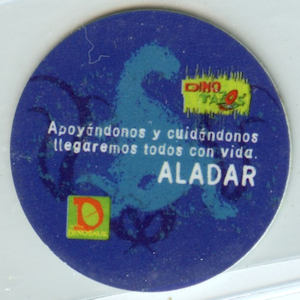 DINO
TAZOS
Apoyándonos y cuidándonos
llegaremos todos con vida.
ALADAR
D
DINOSAUR